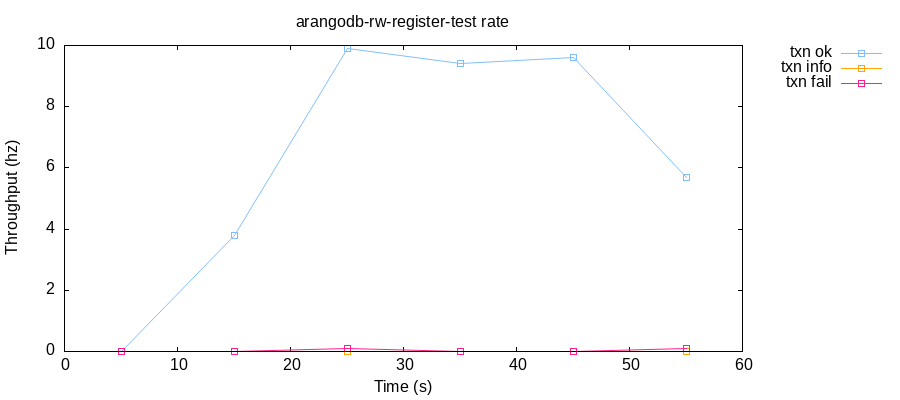 arangodb-rw-register-test rate
txn ok
txn info
txn fail
Throughput (hz)
10
8
6
4
2
0
0 10 20 30 40 50 60
Time (s)